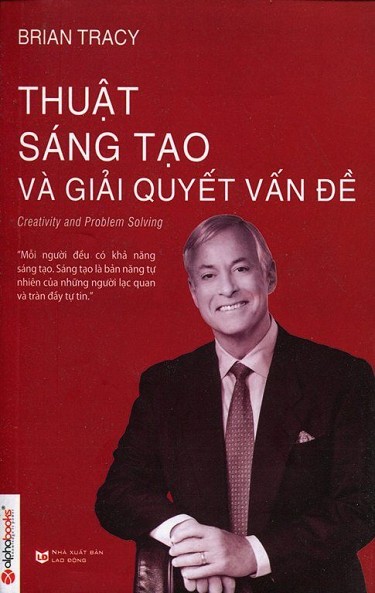 BRIAN TRACY
THUẬT
SÁNG TẠO
VÀ GIẢI QUYẾT VẤN ĐỀ
Creativity and Problem Solving
"Mỗi người đều có khả năng
sáng tạo. Sáng tạo là bản năng tự
nhiên của những người lạc quan
và tràn đầy tự tin."
alphabooks
LĐ
NHÀ XUẤT BẢN
LAO ĐỘNG